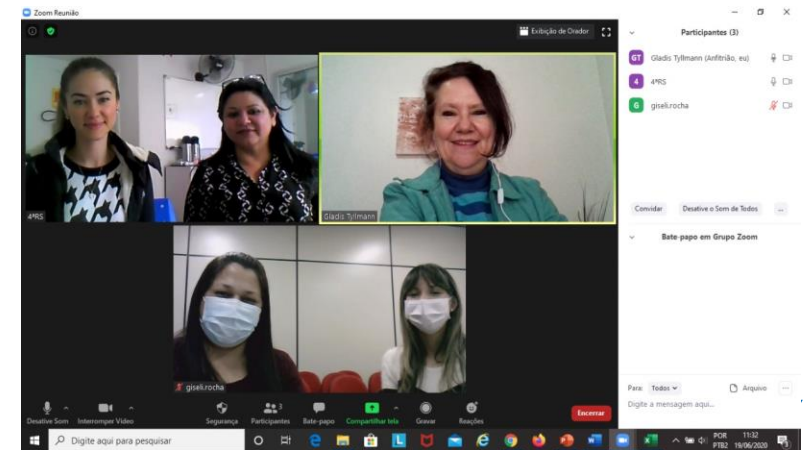 Zoom Reunião
Exibição de Orador
Participantes (3)
GT Gladis Tyllmann (Anfitrião, eu)
4 4ªRS
G giseli.rocha
4ªRS
Gladis Tyllmann
Convidar
Desative o Som de Todos
...
Bate-papo em Grupo Zoom
giseli.rocha
Para: Todos
Arquivo
...
Digite a mensagem aqui...
Desative Som
Interromper Vídeo
Segurança
Participantes
3
Bate-papo
Compartilhar tela
Gravar
Reações
Encerrar
Digite aqui para pesquisar
POR
PTB2
11:32
19/06/2020